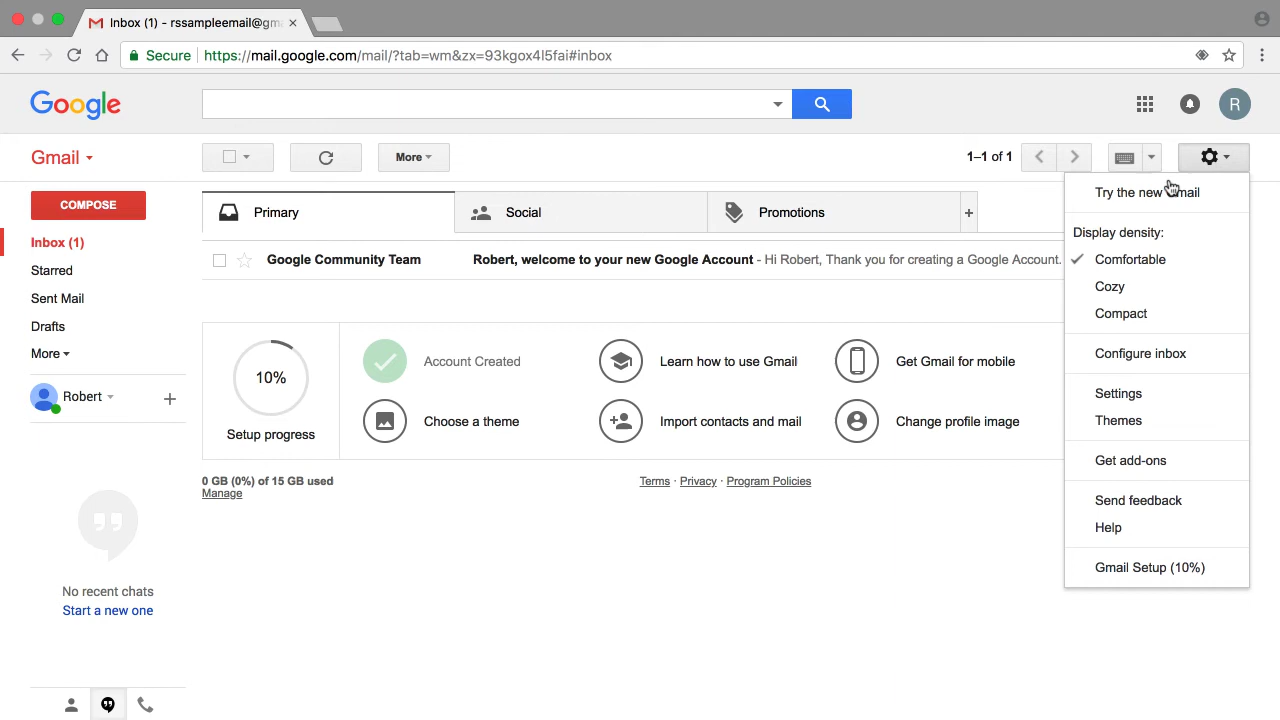 Inbox (1) - rssampleemail@gm
Secure
https://mail.google.com/mail/?tab=wm&zx=93kgox4l5fai#inbox
Google
R
Gmail
More
1–1 of 1
COMPOSE
Inbox (1)
Starred
Sent Mail
Drafts
More
Robert
No recent chats
Start a new one
Primary
Social
Promotions
Google Community Team
Robert, welcome to your new Google Account - Hi Robert, Thank you for creating a Google Account.
10%
Setup progress
Account Created
Learn how to use Gmail
Get Gmail for mobile
Choose a theme
Import contacts and mail
Change profile image
0 GB (0%) of 15 GB used
Manage
Terms · Privacy · Program Policies
Try the new Gmail
Display density:
Comfortable
Cozy
Compact
Configure inbox
Settings
Themes
Get add-ons
Send feedback
Help
Gmail Setup (10%)